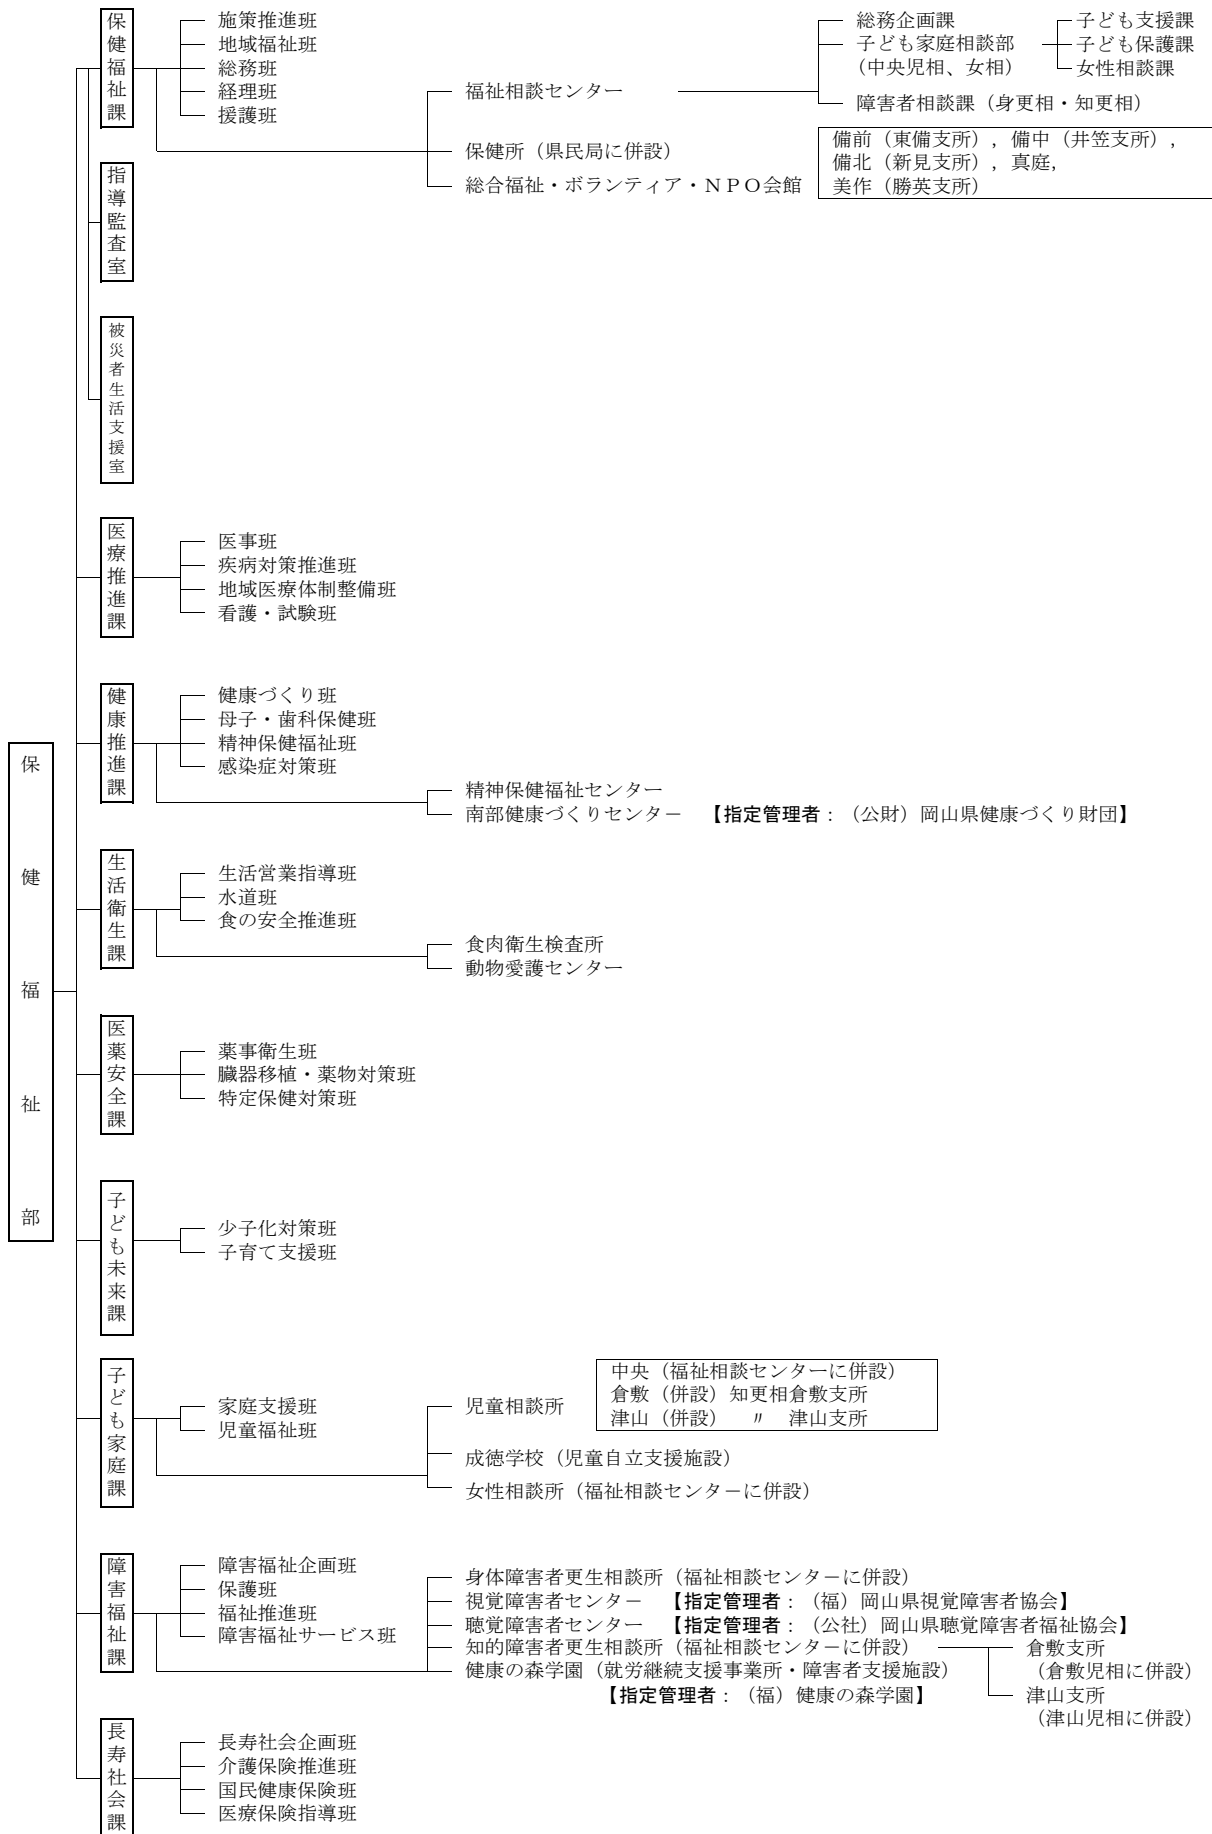 保健福祉部
保健福祉課
施策推進班
地域福祉班
総務班
経理班
援護班
福祉相談センター
総務企画課
子ども家庭相談部
(中央児相、女相)
子ども支援課
子ども保護課
女性相談課
障害者相談課(身更相・知更相)
保健所(県民局に併設)
備前(東備支所),備中(井笠支所),
備北(新見支所),真庭,
美作(勝英支所)
総合福祉・ボランティア・NPO会館
指導監査室
被災者生活支援室
医療推進課
医事班
疾病対策推進班
地域医療体制整備班
看護・試験班
健康推進課
健康づくり班
母子・歯科保健班
精神保健福祉班
感染症対策班
精神保健福祉センター
南部健康づくりセンター 【指定管理者:(公財)岡山県健康づくり財団】
生活衛生課
生活営業指導班
水道班
食の安全推進班
食肉衛生検査所
動物愛護センター
医薬安全課
薬事衛生班
臓器移植・薬物対策班
特定保健対策班
子ども未来課
少子化対策班
子育て支援班
子ども家庭課
家庭支援班
児童福祉班
児童相談所
中央(福祉相談センターに併設)
倉敷(併設)知更相倉敷支所
津山(併設) 〃 津山支所
成徳学校(児童自立支援施設)
女性相談所(福祉相談センターに併設)
障害福祉課
障害福祉企画班
保護班
福祉推進班
障害福祉サービス班
身体障害者更生相談所(福祉相談センターに併設)
視覚障害者センター 【指定管理者:(福)岡山県視覚障害者協会】
聴覚障害者センター 【指定管理者:(公社)岡山県聴覚障害者福祉協会】
知的障害者更生相談所(福祉相談センターに併設)
倉敷支所
(倉敷児相に併設)
津山支所
(津山児相に併設)
健康の森学園(就労継続支援事業所・障害者支援施設)
【指定管理者:(福)健康の森学園】
長寿社会課
長寿社会企画班
介護保険推進班
国民健康保険班
医療保険指導班